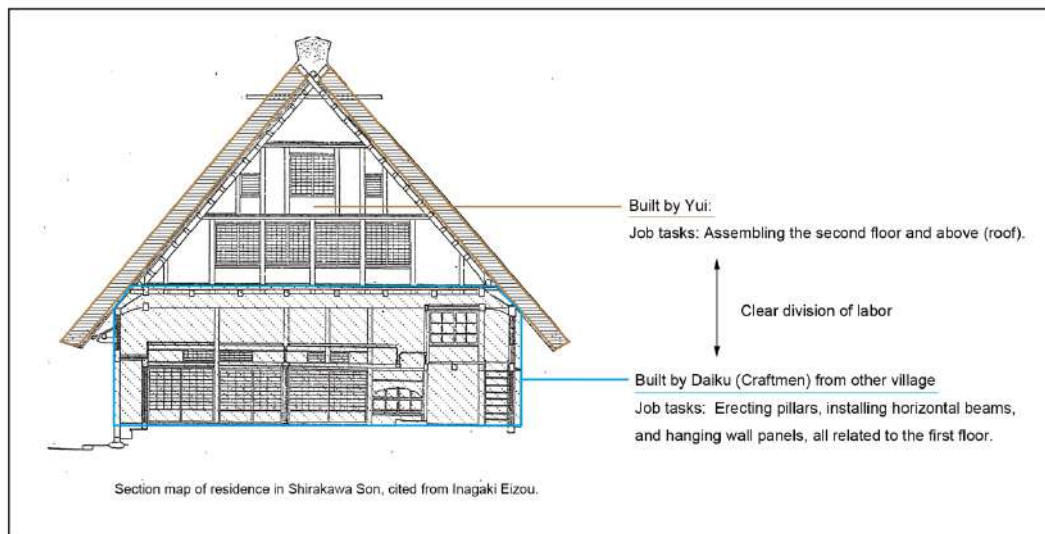 Built by Yui:
Job tasks: Assembling the second floor and above (roof).
Clear division of labor
Built by Daiku (Craftmen) from other village
Job tasks: Erecting pillars, installing horizontal beams,
and hanging wall panels, all related to the first floor.
Section map of residence in Shirakawa Son, cited from Inagaki Eizou.